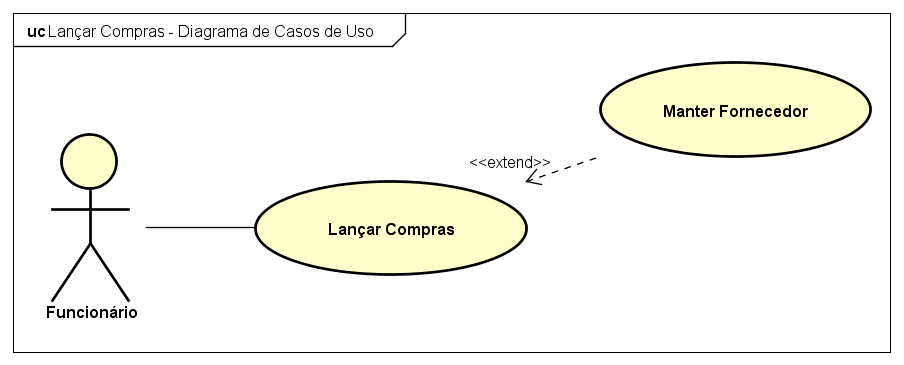 uc Lançar Compras - Diagrama de Casos de Uso
Manter Fornecedor
<<extend>>
Lançar Compras
Funcionário